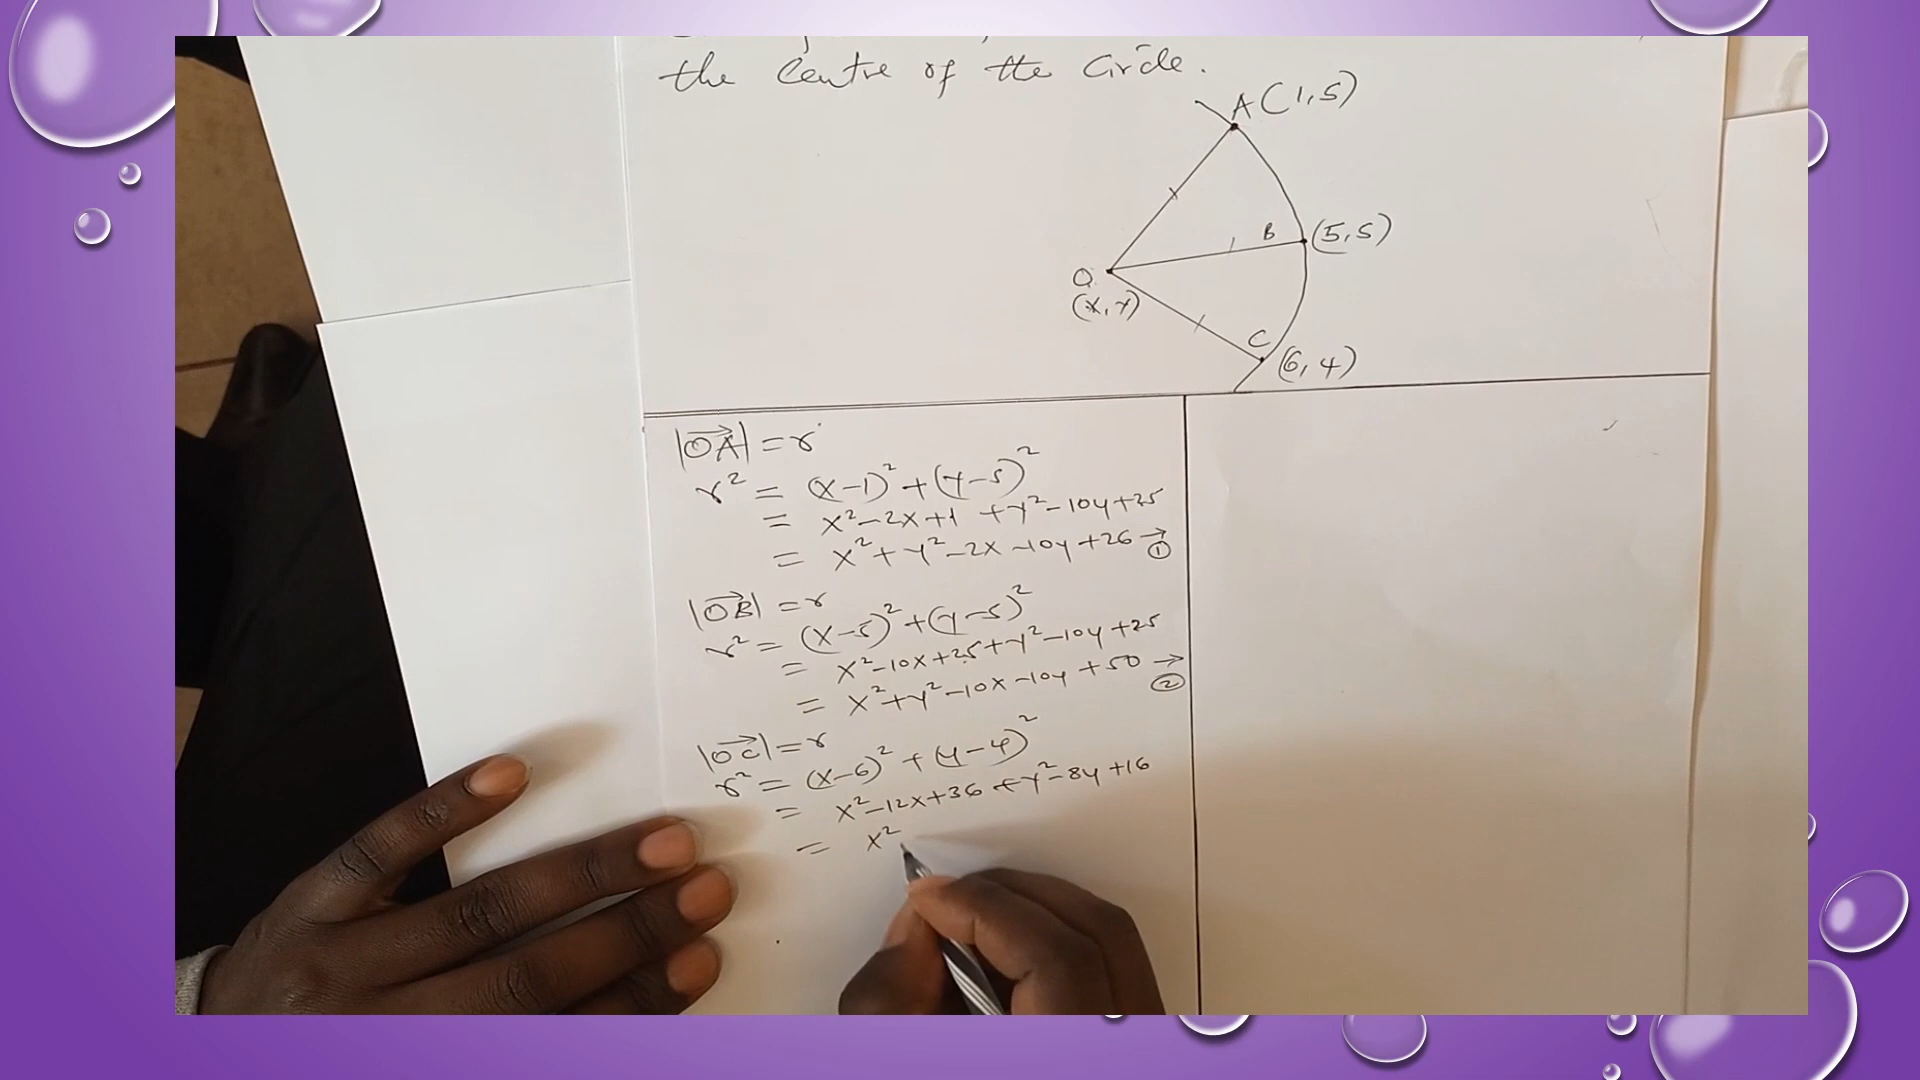 the Centre of the Circle.
A(1,5)
B
(5,5)
O
(x,y)
C
(6,4)
|OA| = r
r² = (x-1)² + (y-5)²
= x²-2x+1 + y²-10y+25
= x²+y²-2x-10y+26 → ①
|OB| = r
r² = (x-5)² + (y-5)²
= x²-10x+25+y²-10y+25
= x²+y²-10x-10y+50 → ②
|OC| = r
r² = (x-6)² + (y-4)²
= x²-12x+36+y²-8y+16
= x²